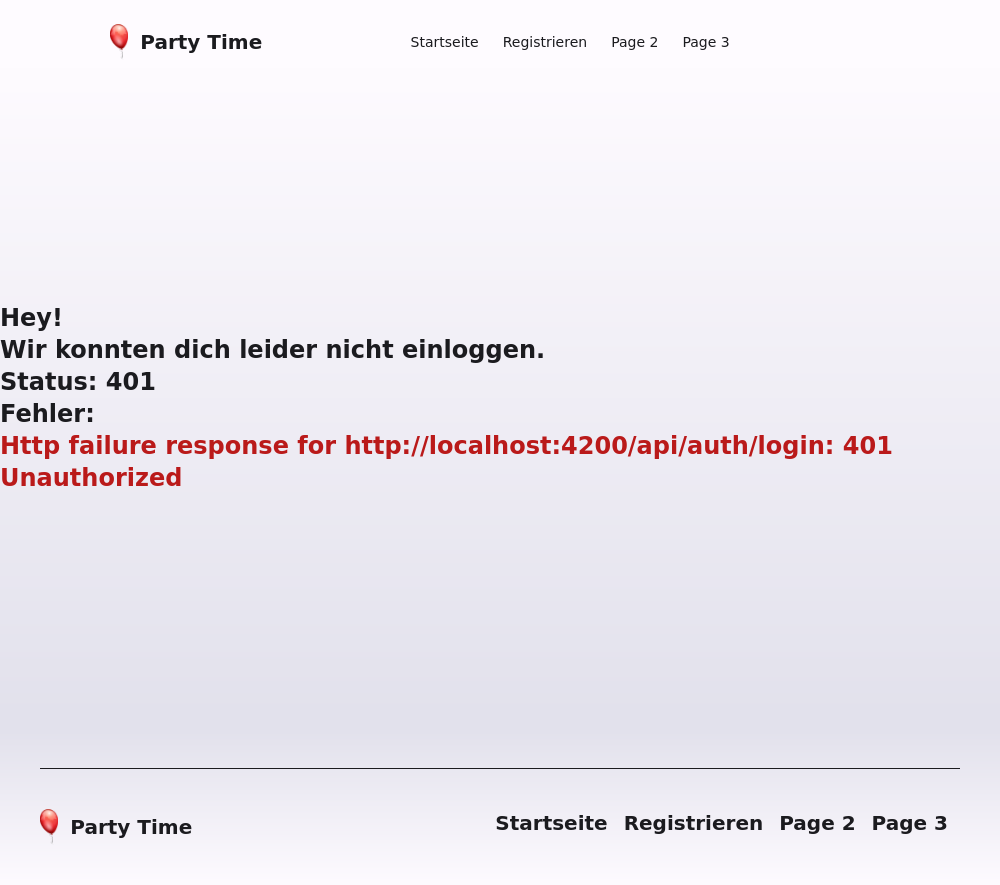 Party Time
Startseite Registrieren Page 2 Page 3
Hey!
Wir konnten dich leider nicht einloggen.
Status: 401
Fehler:
Http failure response for http://localhost:4200/api/auth/login: 401
Unauthorized
Party Time
Startseite Registrieren Page 2 Page 3